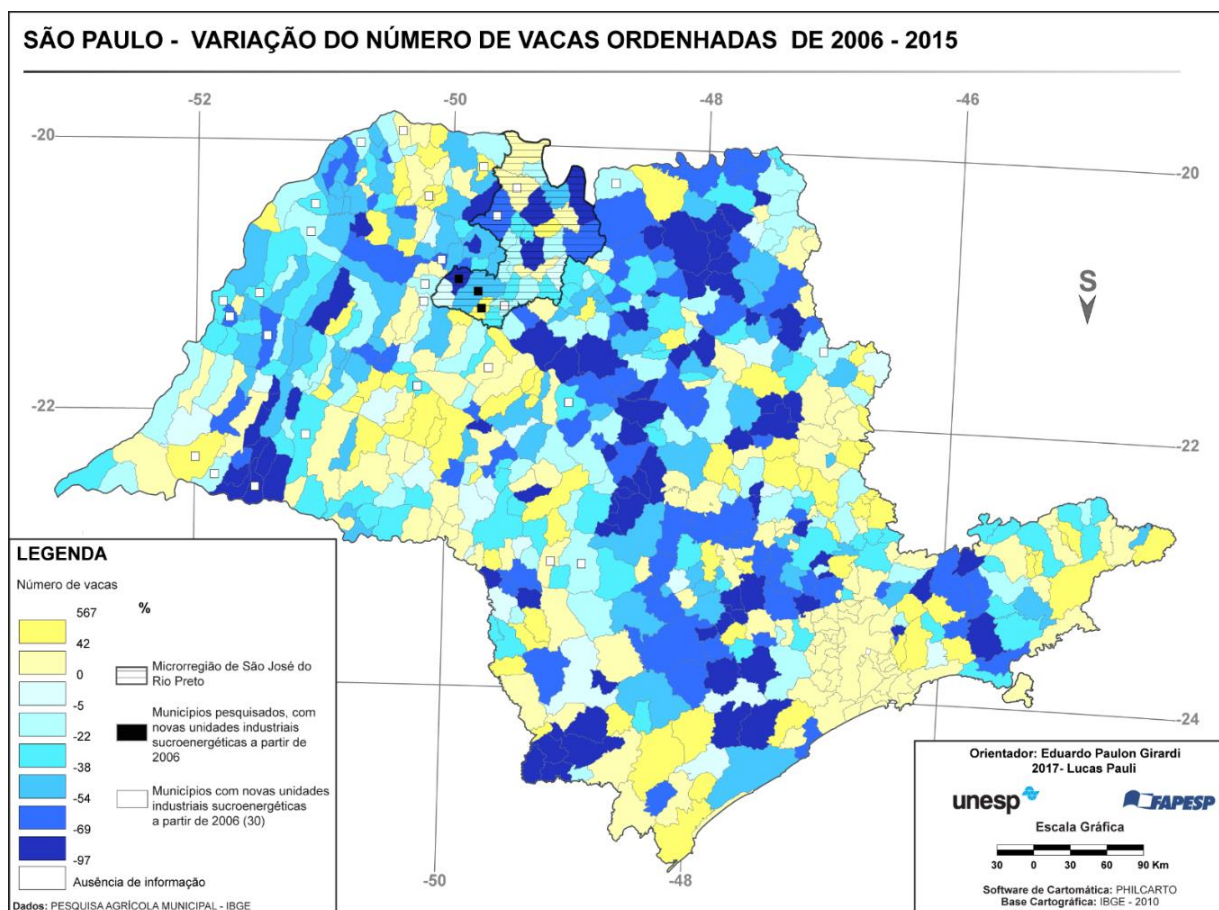 SÃO PAULO - VARIAÇÃO DO NÚMERO DE VACAS ORDENHADAS DE 2006 - 2015
-52
-50
-48
-46
-20
-20
S
-22
-22
-24
-50
-48
LEGENDA
Número de vacas
%
567
42
0
-5
-22
-38
-54
-69
-97
Ausência de informação
Microrregião de São José do
Rio Preto
Municípios pesquisados, com
novas unidades industriais
sucroenergéticas a partir de
2006
Municípios com novas unidades
industriais sucroenergéticas
a partir de 2006 (30)
Dados: PESQUISA AGRÍCOLA MUNICIPAL - IBGE
Orientador: Eduardo Paulon Girardi
2017- Lucas Pauli
unesp
FAPESP
Escala Gráfica
30 0 30 60 90 Km
Software de Cartomática: PHILCARTO
Base Cartográfica: IBGE - 2010